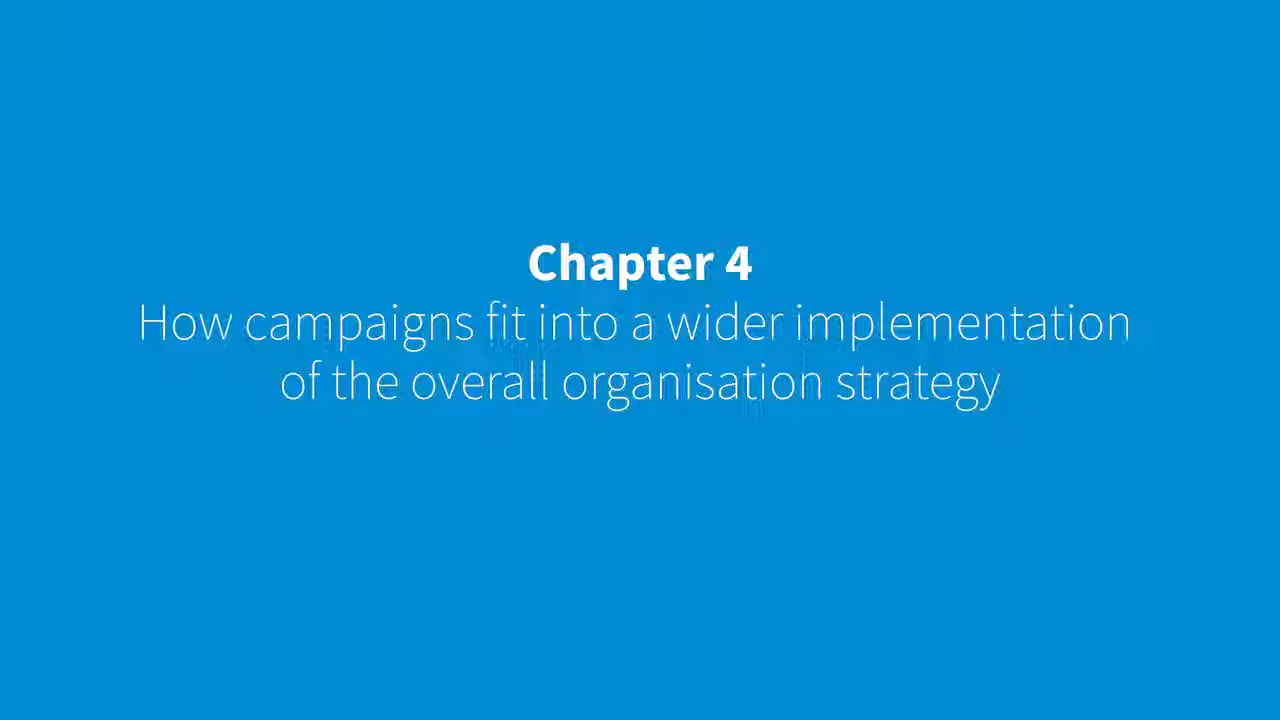 Chapter 4
How campaigns fit into a wider implementation
of the overall organisation strategy